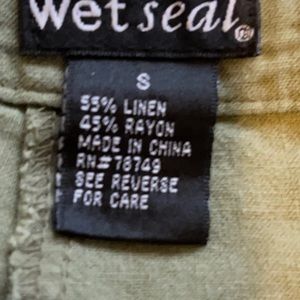 wet seal®
S
55% LINEN
45% RAYON
MADE IN CHINA
RN#78749
SEE REVERSE
FOR CARE